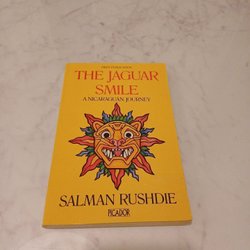 THE JAGUAR
SMILE
A NICARAGUAN JOURNEY
SALMAN RUSHDIE
PICADOR